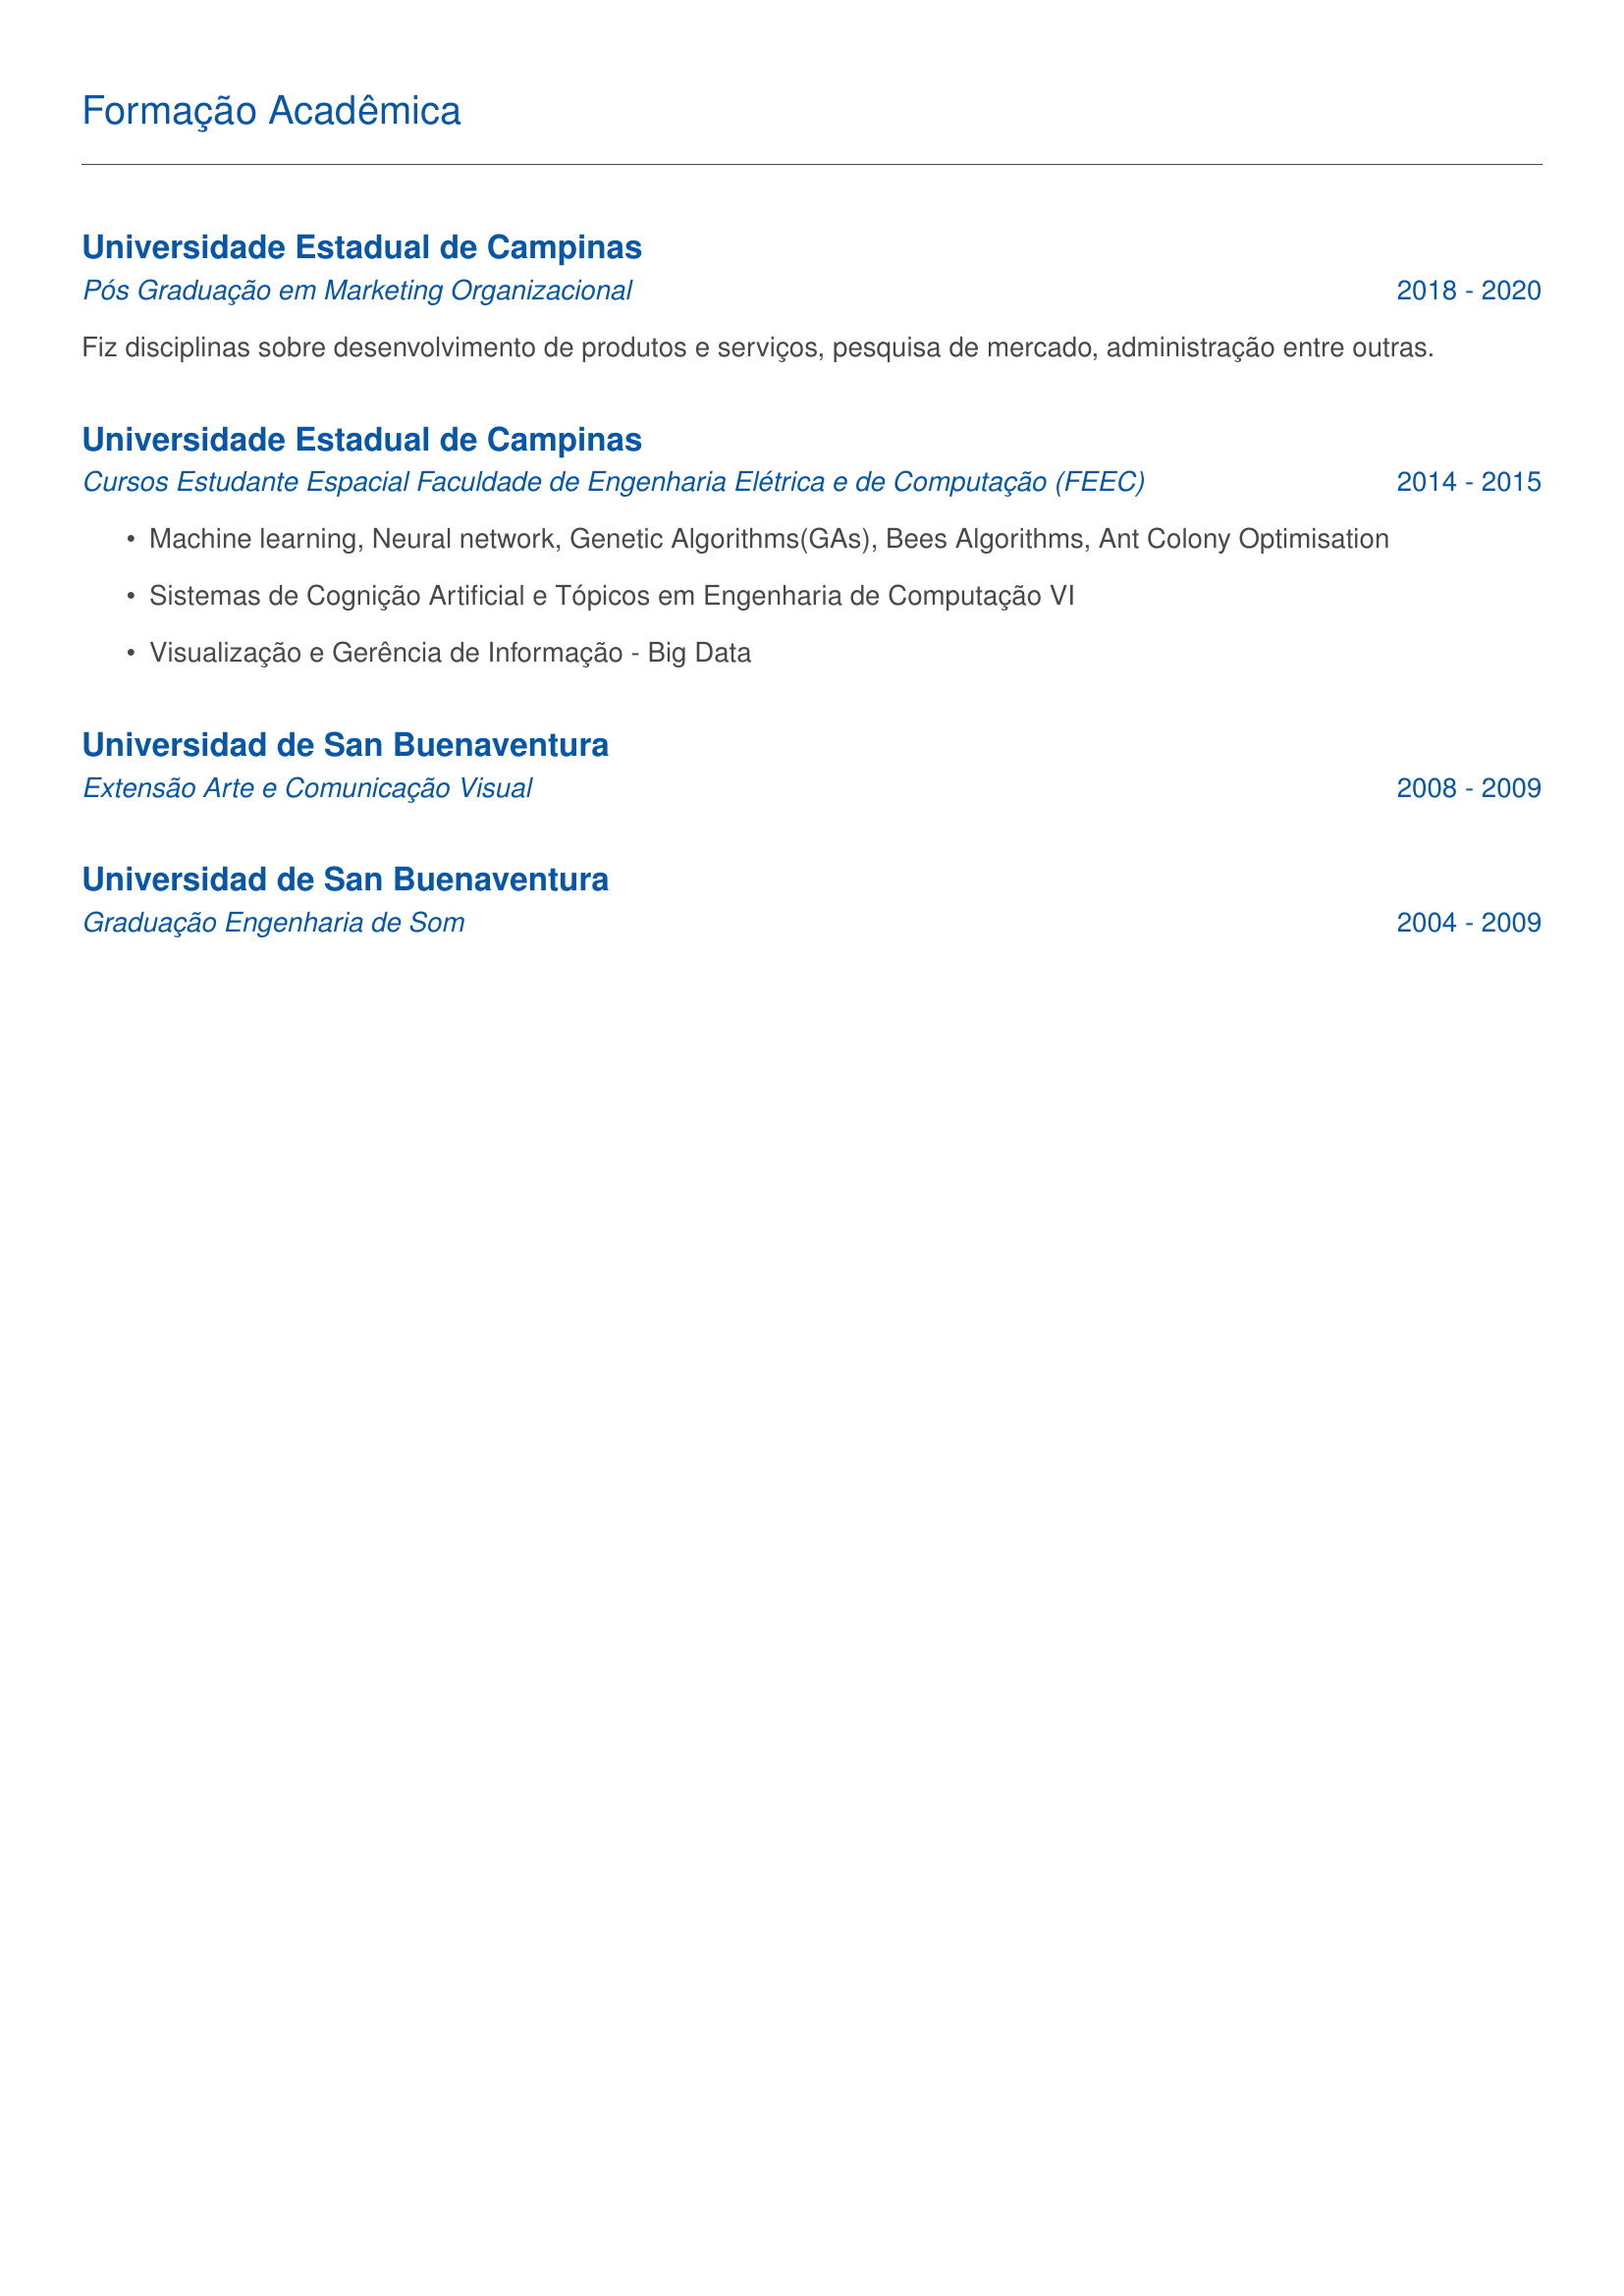 Formação Acadêmica
Universidade Estadual de Campinas
Pós Graduação em Marketing Organizacional 2018 - 2020
Fiz disciplinas sobre desenvolvimento de produtos e serviços, pesquisa de mercado, administração entre outras.
Universidade Estadual de Campinas
Cursos Estudante Espacial Faculdade de Engenharia Elétrica e de Computação (FEEC) 2014 - 2015
• Machine learning, Neural network, Genetic Algorithms(GAs), Bees Algorithms, Ant Colony Optimisation
• Sistemas de Cognição Artificial e Tópicos em Engenharia de Computação VI
• Visualização e Gerência de Informação - Big Data
Universidad de San Buenaventura
Extensão Arte e Comunicação Visual 2008 - 2009
Universidad de San Buenaventura
Graduação Engenharia de Som 2004 - 2009